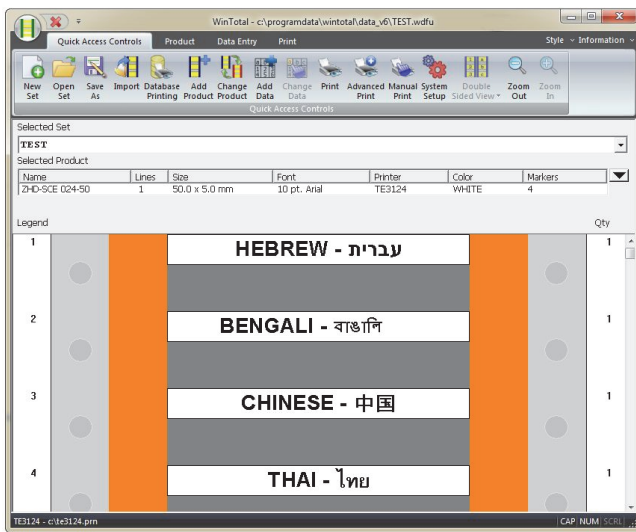 WinTotal - c:\programdata\wintotal\data_v6\TEST.wdfu
Quick Access Controls Product Data Entry Print Style Information
New Set Open Set Save As Import Database Printing Add Product Change Product Add Data Change Data Print Advanced Print Manual Print System Setup Double Sided View Zoom Out Zoom In
Quick Access Controls
Selected Set
TEST
Selected Product
Name Lines Size Font Printer Color Markers
ZHD-SCE 024-50 1 50.0 x 5.0 mm 10 pt. Arial TE3124 WHITE 4
Legend Qty
1 HEBREW - עברית 1
2 BENGALI - বাঙালি 1
3 CHINESE - 中国 1
4 THAI - ไทย 1
TE3124 - c:\te3124.prn CAP NUM SCRL